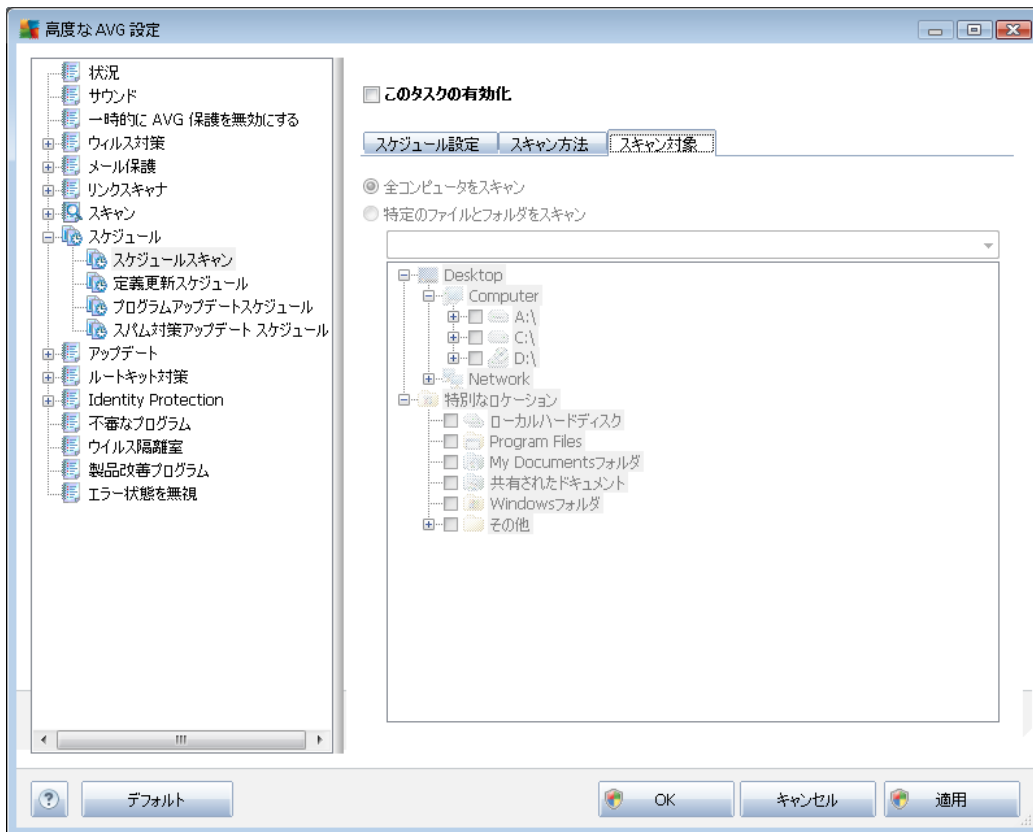 高度な AVG 設定
状況
サウンド
一時的に AVG 保護を無効にする
ウィルス対策
メール保護
リンクスキャナ
スキャン
スケジュール
スケジュールスキャン
定義更新スケジュール
プログラムアップデートスケジュール
スパム対策アップデート スケジュール
アップデート
ルートキット対策
Identity Protection
不審なプログラム
ウイルス隔離室
製品改善プログラム
エラー状態を無視
このタスクの有効化
スケジュール設定 スキャン方法 スキャン対象
全コンピュータをスキャン
特定のファイルとフォルダをスキャン
Desktop
Computer
A:\
C:\
D:\
Network
特別なロケーション
ローカルハードディスク
Program Files
My Documentsフォルダ
共有されたドキュメント
Windowsフォルダ
その他
? デフォルト OK キャンセル 適用